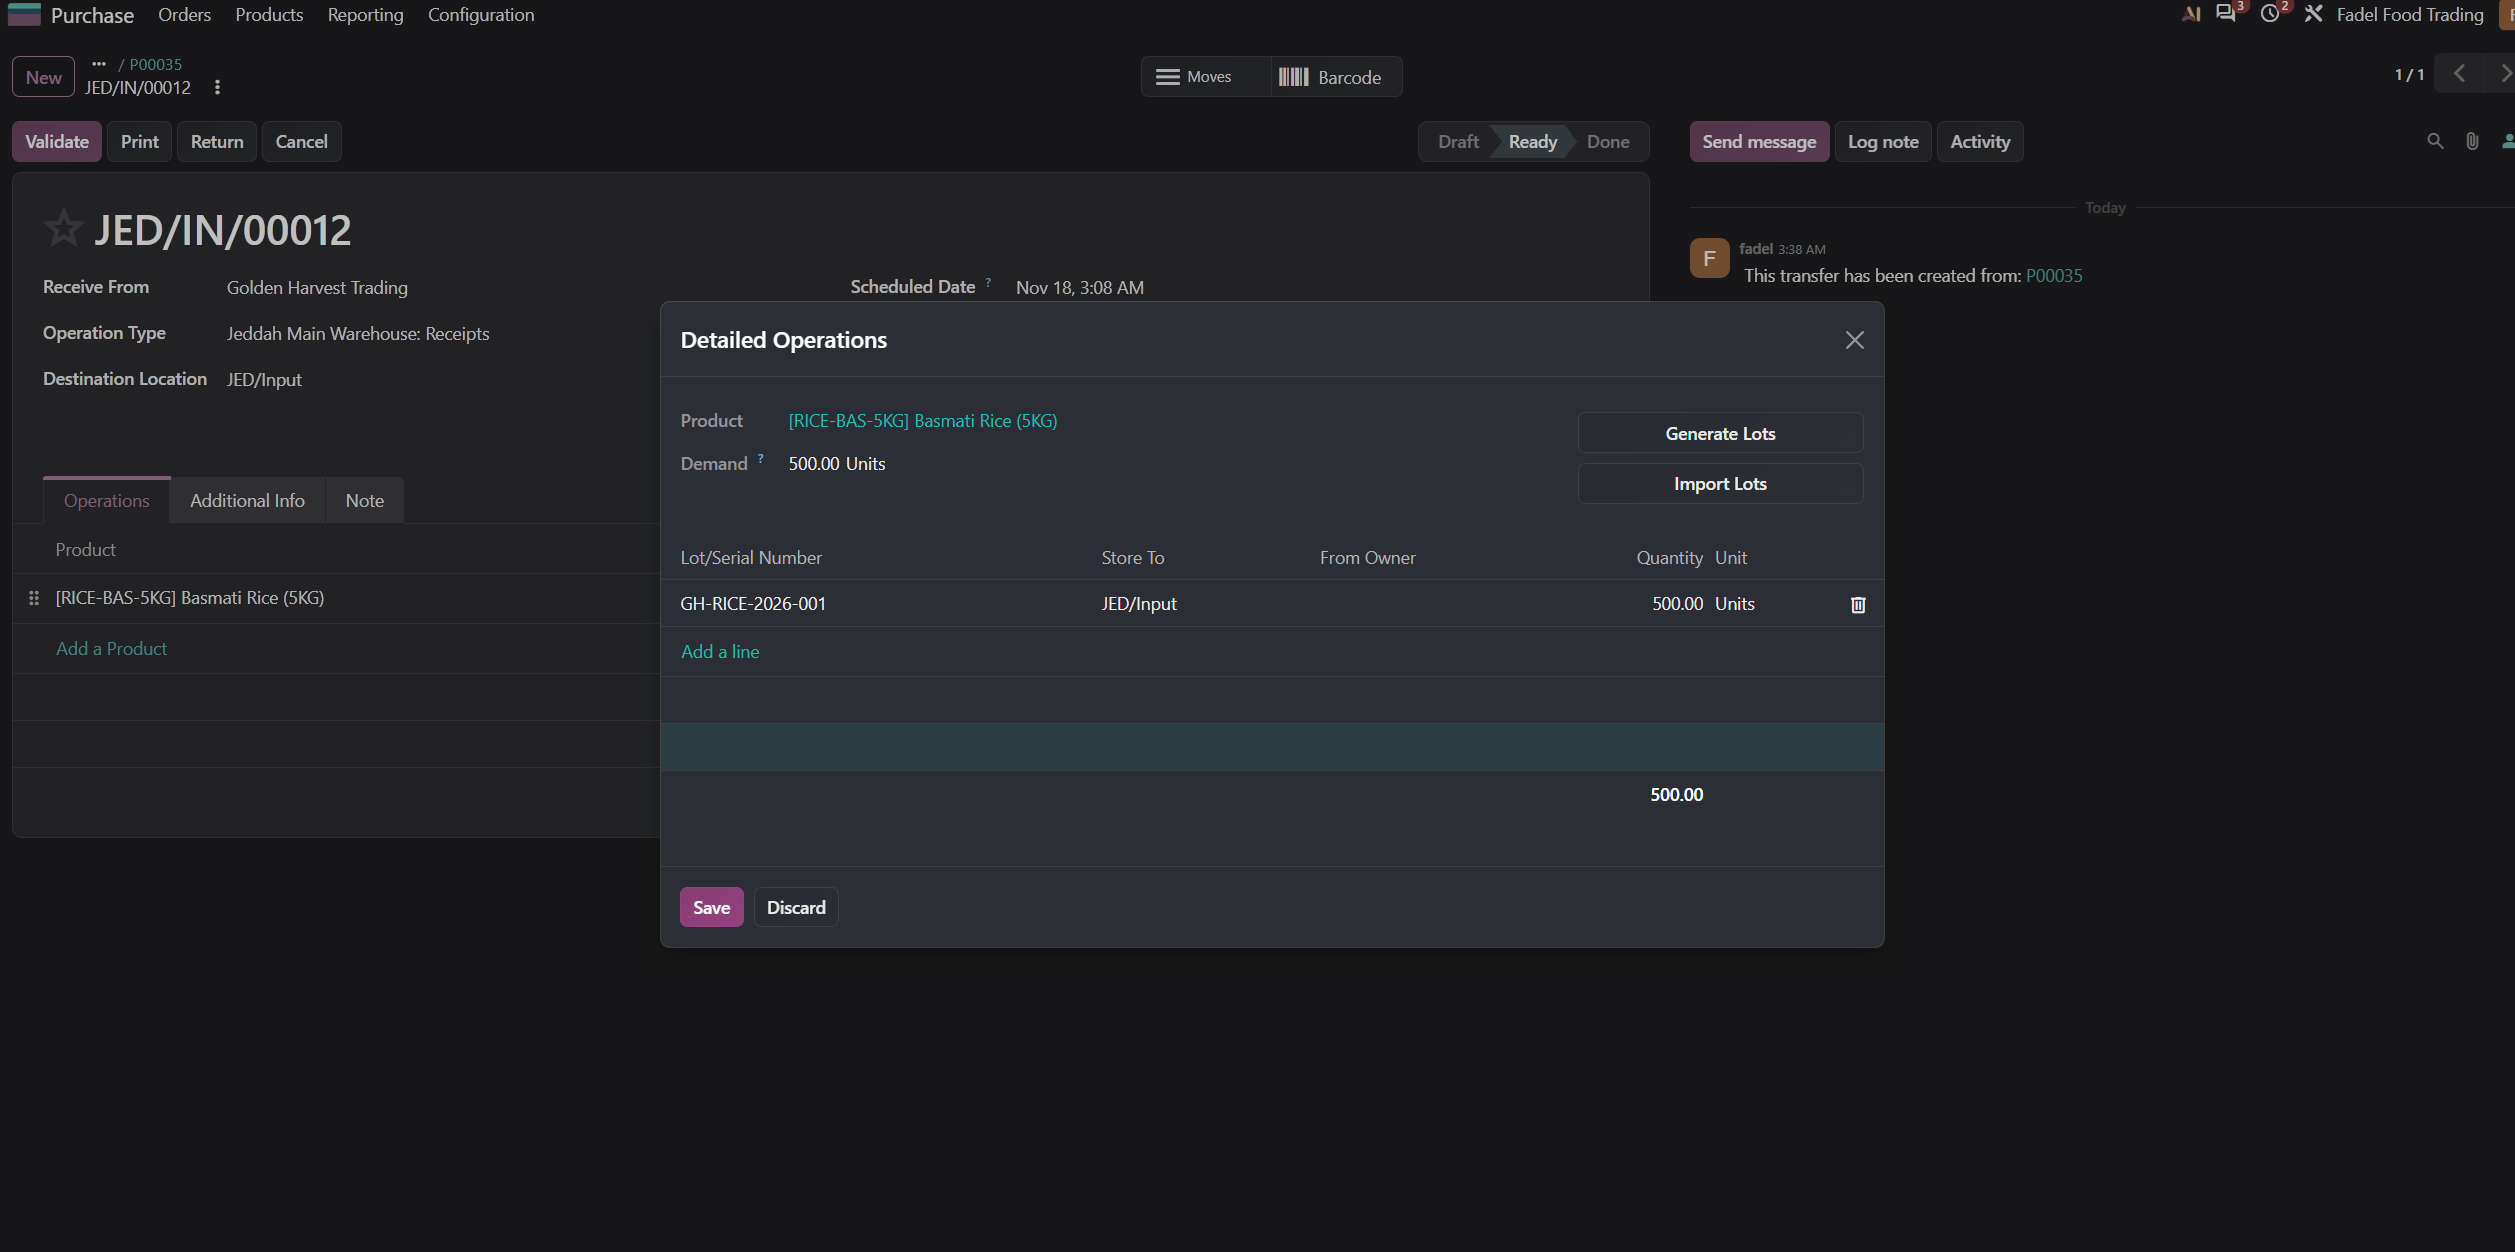 Purchase Orders Products Reporting Configuration
3 2 Fadel Food Trading
New ... / P00035
JED/IN/00012
Moves Barcode
1 / 1
Validate Print Return Cancel
Draft Ready Done
Send message Log note Activity
Today
JED/IN/00012
F fadel 3:38 AM
This transfer has been created from: P00035
Receive From Golden Harvest Trading
Scheduled Date ? Nov 18, 3:08 AM
Operation Type Jeddah Main Warehouse: Receipts
Destination Location JED/Input
Operations Additional Info Note
Product
[RICE-BAS-5KG] Basmati Rice (5KG)
Add a Product
Detailed Operations
Product [RICE-BAS-5KG] Basmati Rice (5KG)
Demand ? 500.00 Units
Generate Lots
Import Lots
Lot/Serial Number Store To From Owner Quantity Unit
GH-RICE-2026-001 JED/Input 500.00 Units
Add a line
500.00
Save Discard